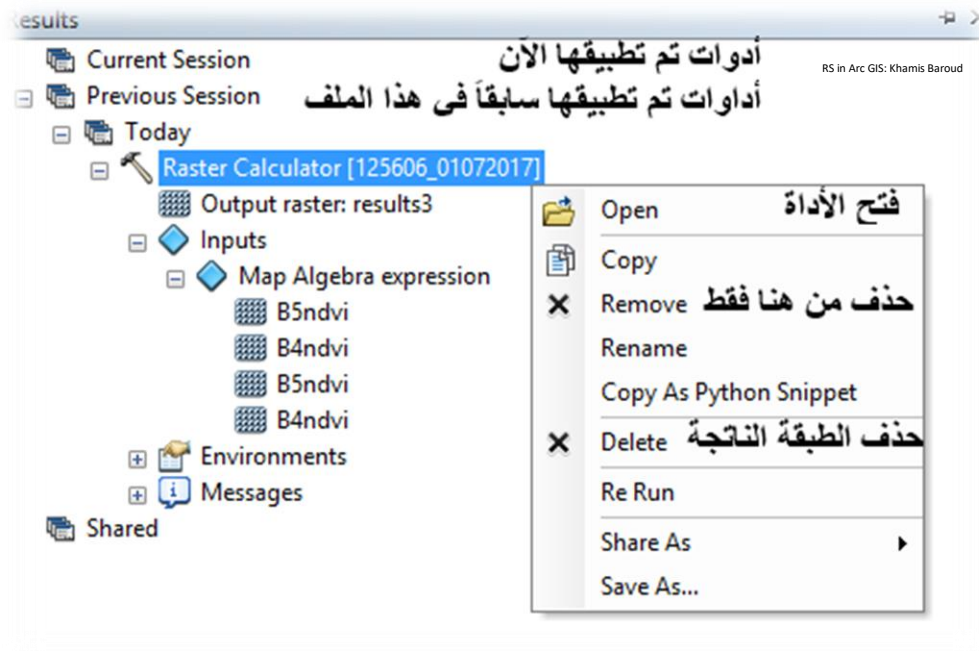 esults
Current Session أدوات تم تطبيقها الآن
RS in Arc GIS: Khamis Baroud
Previous Session أداوات تم تطبيقها سابقاَ فى هذا الملف
Today
Raster Calculator [125606_01072017]
Output raster: results3
Open فتح الأداة
Inputs
Copy
Map Algebra expression
Remove حذف من هنا فقط
B5ndvi
B4ndvi
Rename
B5ndvi
Copy As Python Snippet
B4ndvi
Delete حذف الطبقة الناتجة
Environments
Messages
Re Run
Shared
Share As
Save As...